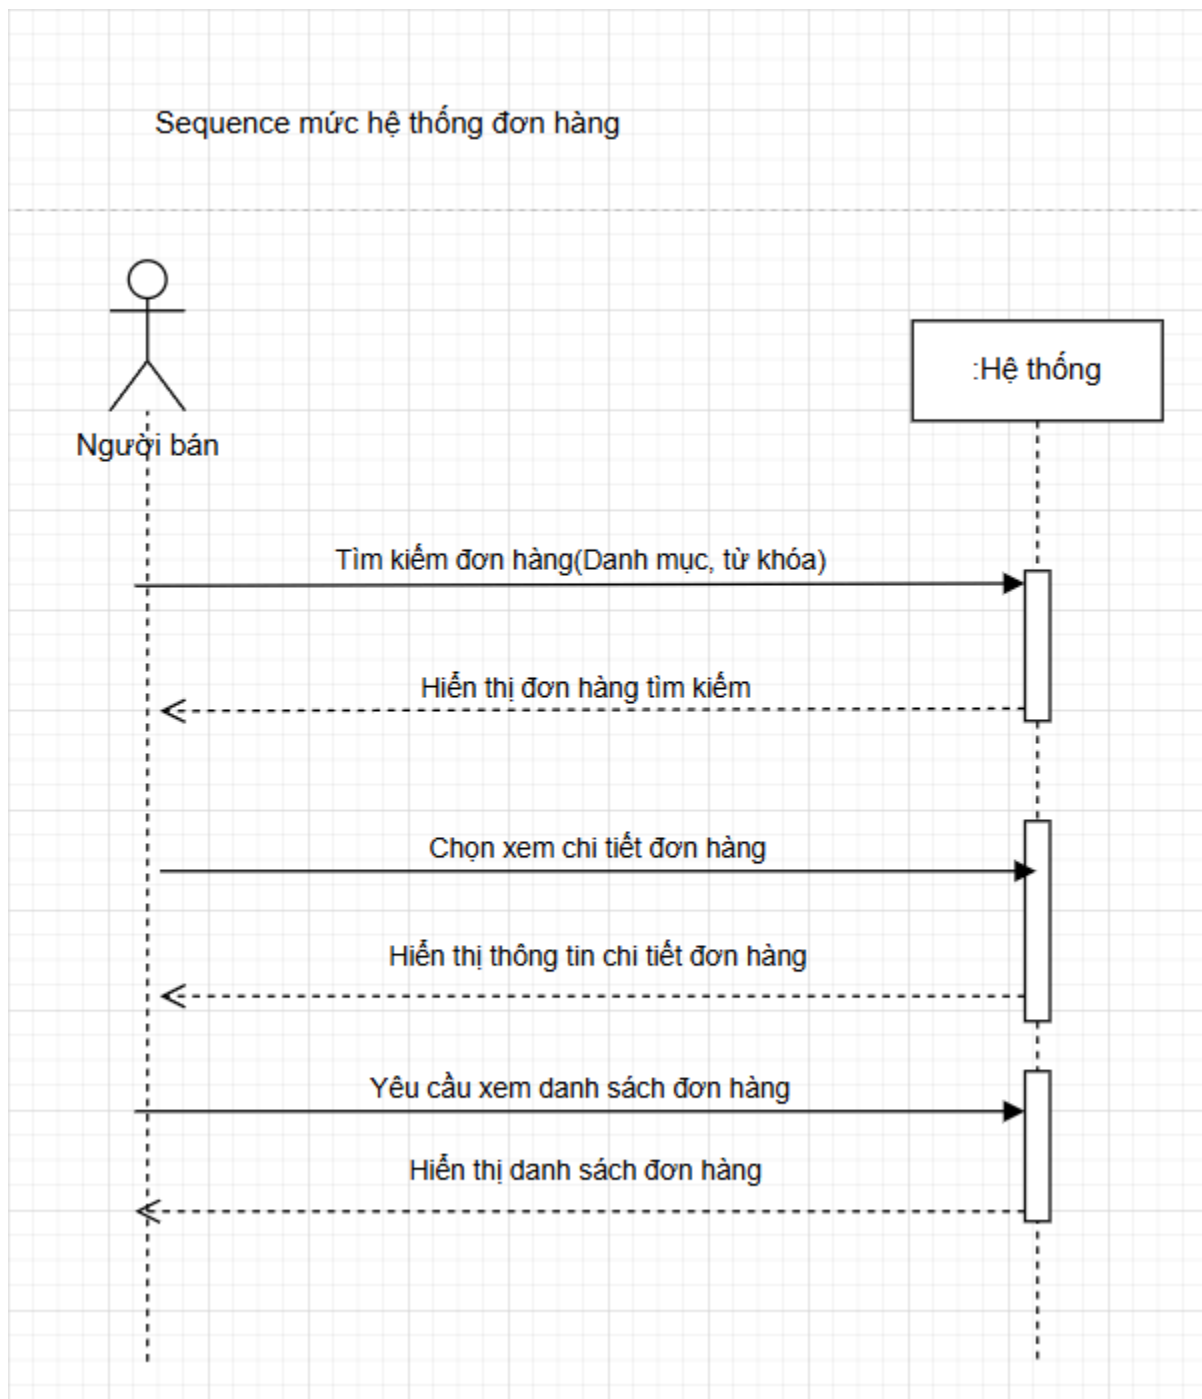 Sequence mức hệ thống đơn hàng
:Hệ thống
Người bán
Tìm kiếm đơn hàng(Danh mục, từ khóa)
Hiển thị đơn hàng tìm kiếm
Chọn xem chi tiết đơn hàng
Hiển thị thông tin chi tiết đơn hàng
Yêu cầu xem danh sách đơn hàng
Hiển thị danh sách đơn hàng